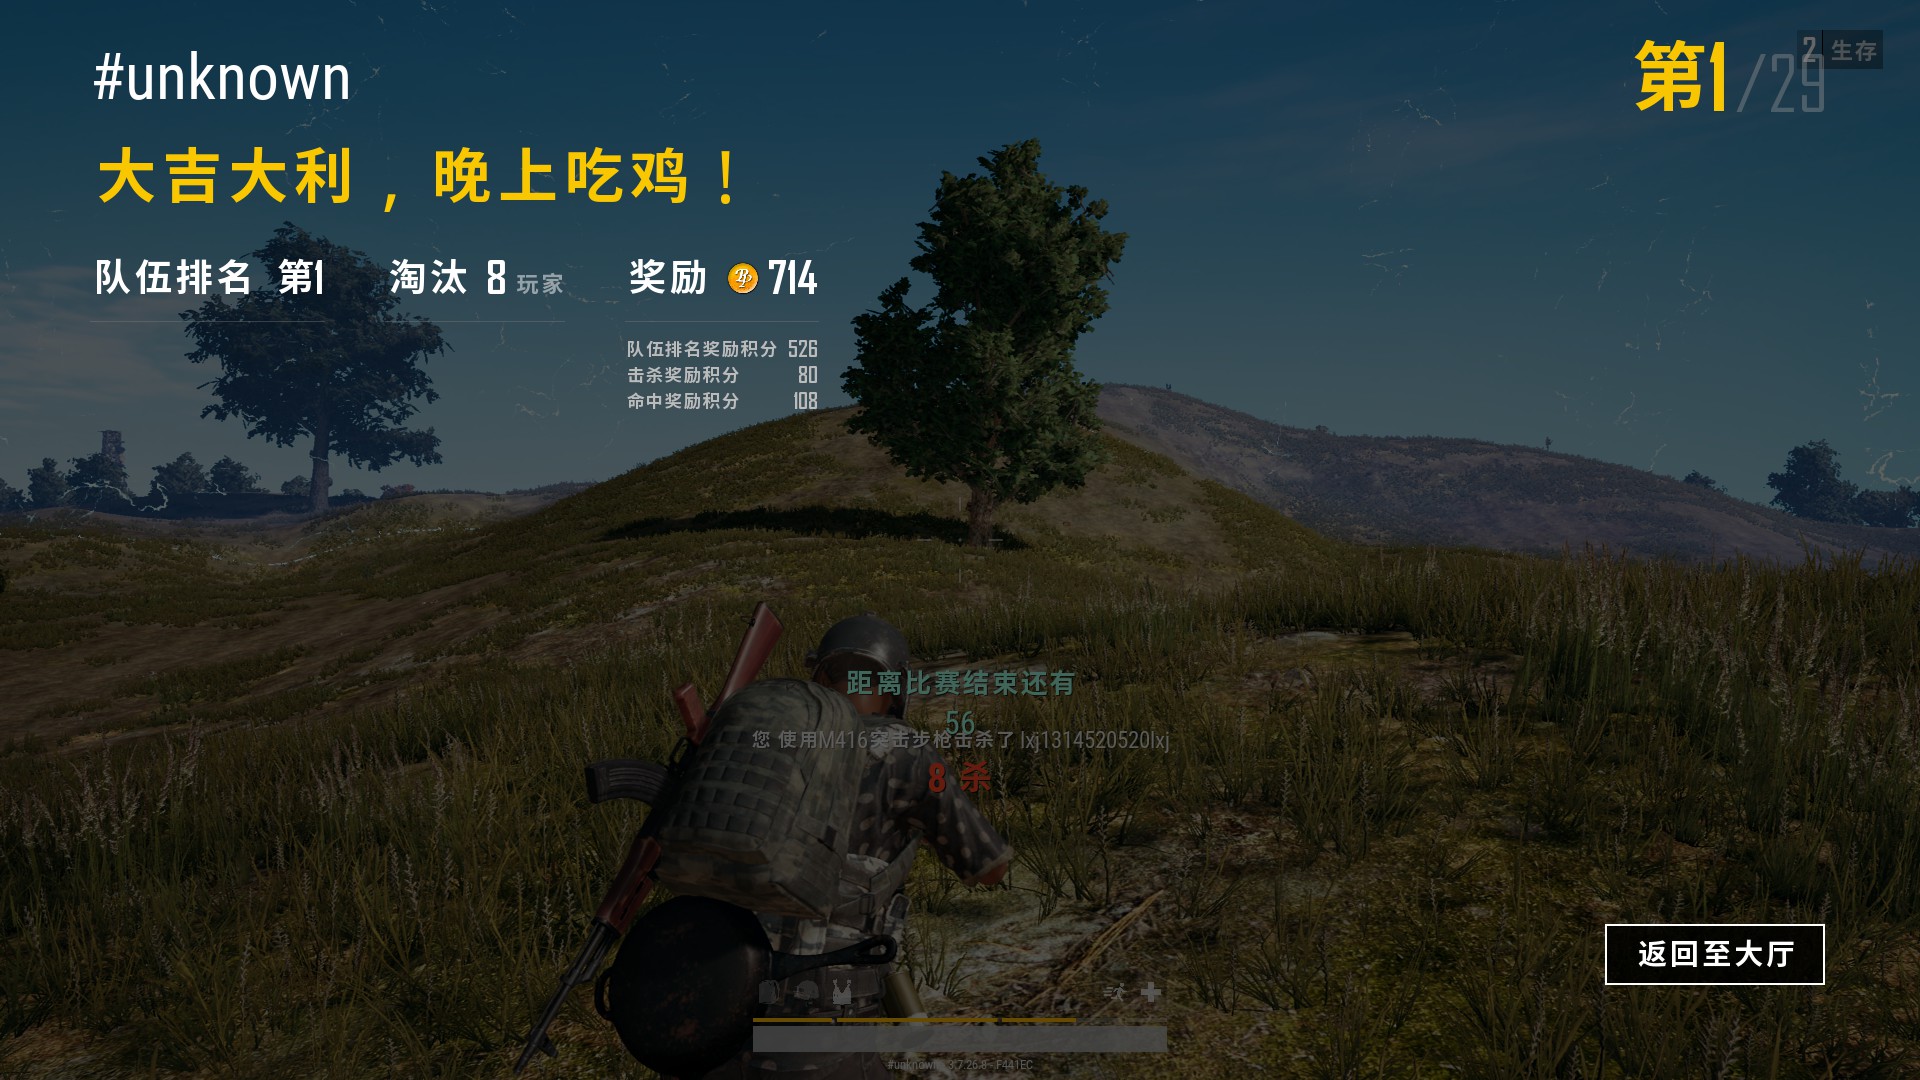 #unknown
第1/29
2 生存
大吉大利，晚上吃鸡！
队伍排名 第1 淘汰 8 玩家 奖励 714
队伍排名奖励积分 526
击杀奖励积分 80
命中奖励积分 108
距离比赛结束还有
56
您 使用M416突击步枪击杀了 lxj1314520520lxj
8 杀
返回至大厅